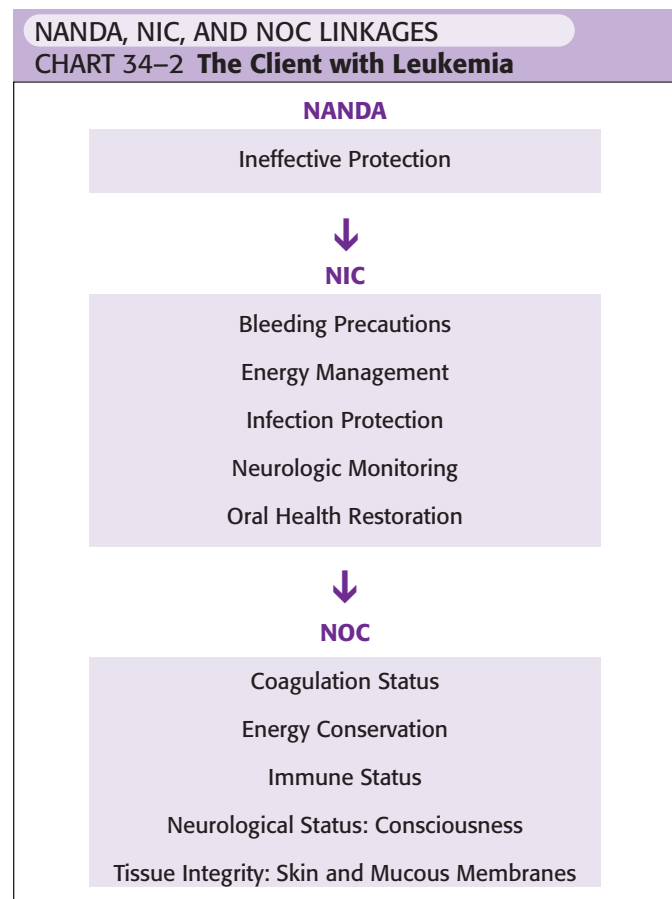 NANDA, NIC, AND NOC LINKAGES
CHART 34–2 The Client with Leukemia
NANDA
Ineffective Protection
NIC
Bleeding Precautions
Energy Management
Infection Protection
Neurologic Monitoring
Oral Health Restoration
NOC
Coagulation Status
Energy Conservation
Immune Status
Neurological Status: Consciousness
Tissue Integrity: Skin and Mucous Membranes